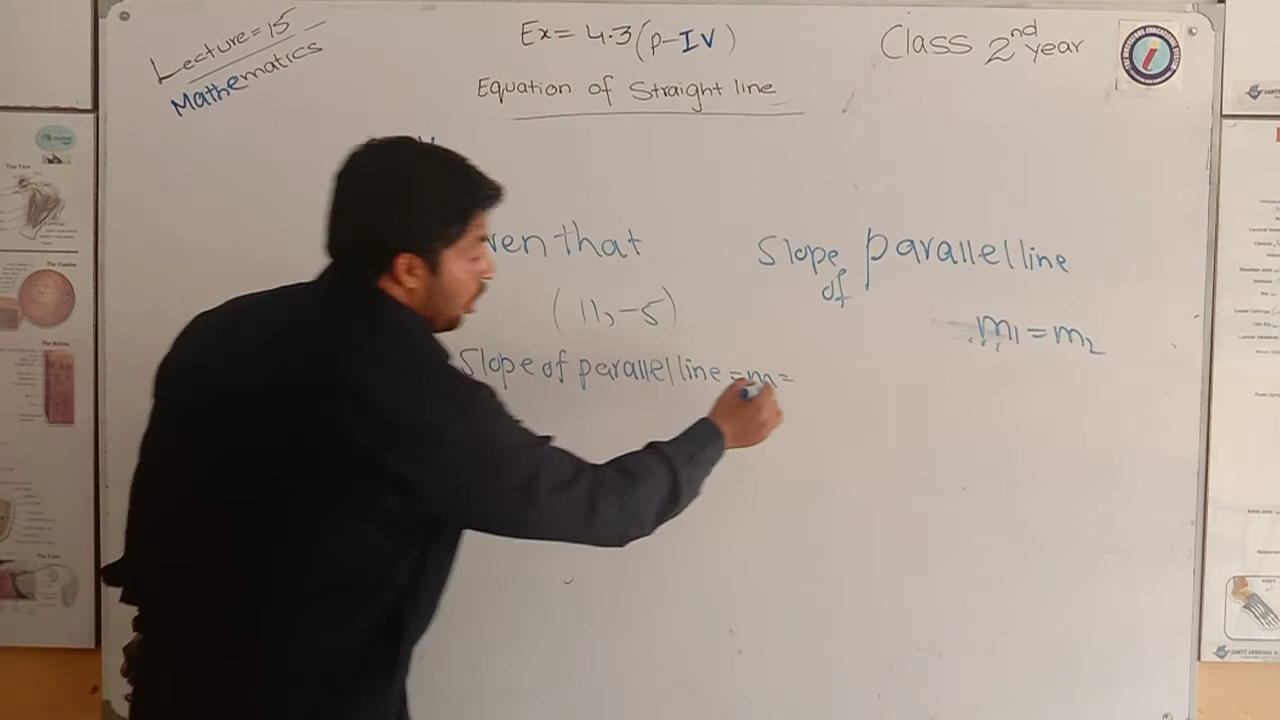 Lecture = 15
Mathematics
Ex = 4.3 (P-IV)
Equation of Straight line
Class 2nd year
that
(11, -5)
Slope of parallel line = m =
Slope of parallel line
m1 = m2